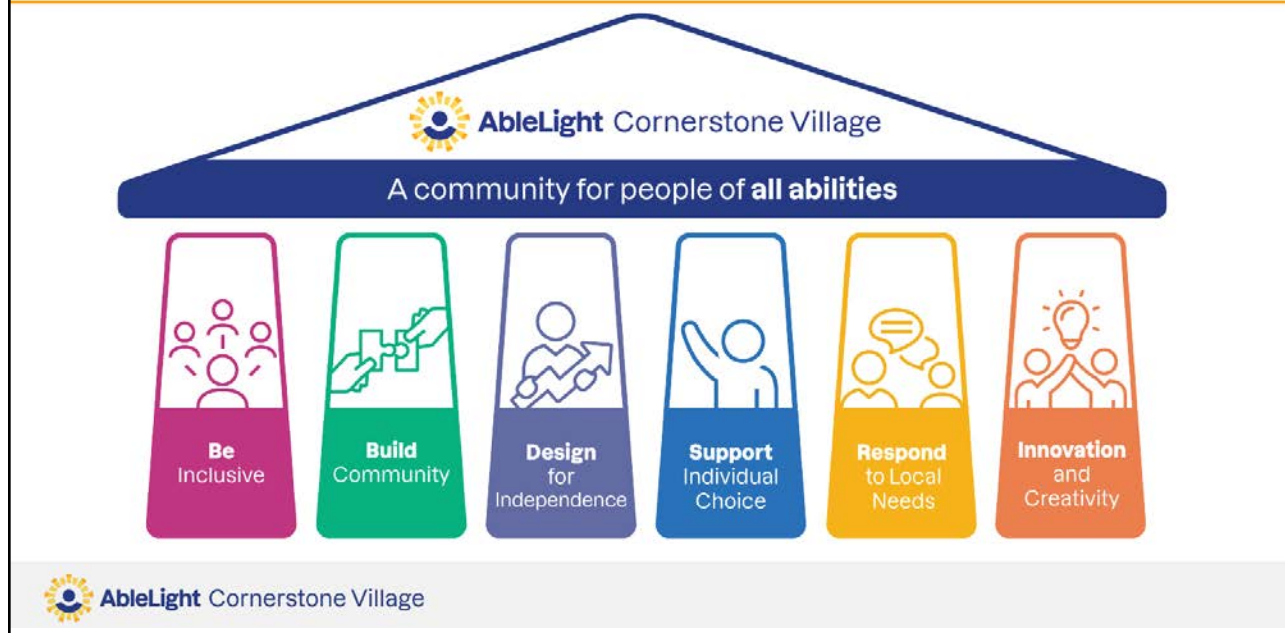 AbleLight Cornerstone Village
A community for people of all abilities
Be
Inclusive
Build
Community
Design
for
Independence
Support
Individual
Choice
Respond
to Local
Needs
Innovation
and
Creativity
AbleLight Cornerstone Village